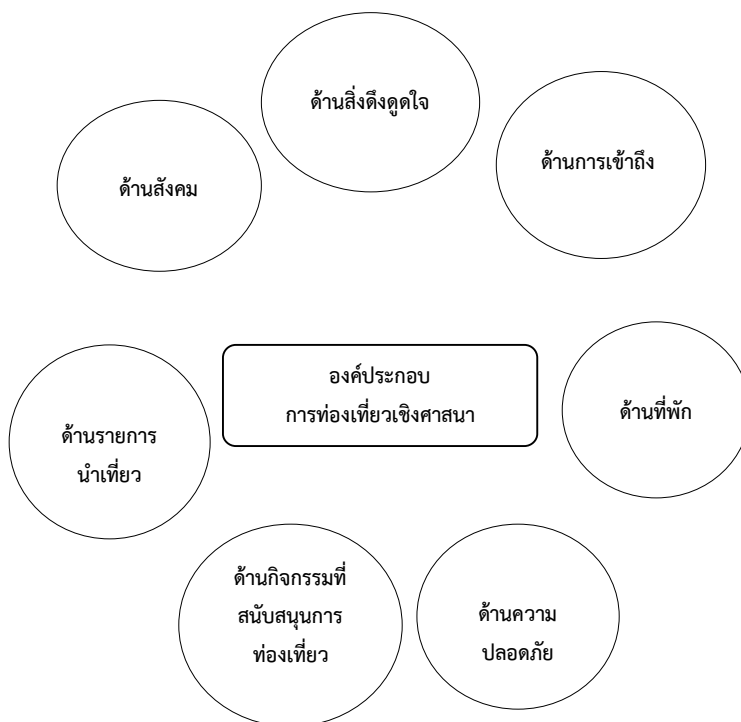 ด้านสิ่งดึงดูดใจ
ด้านการเข้าถึง
ด้านสังคม
องค์ประกอบ
การท่องเที่ยวเชิงศาสนา
ด้านที่พัก
ด้านรายการ
นำเที่ยว
ด้านกิจกรรมที่
สนับสนุนการ
ท่องเที่ยว
ด้านความ
ปลอดภัย